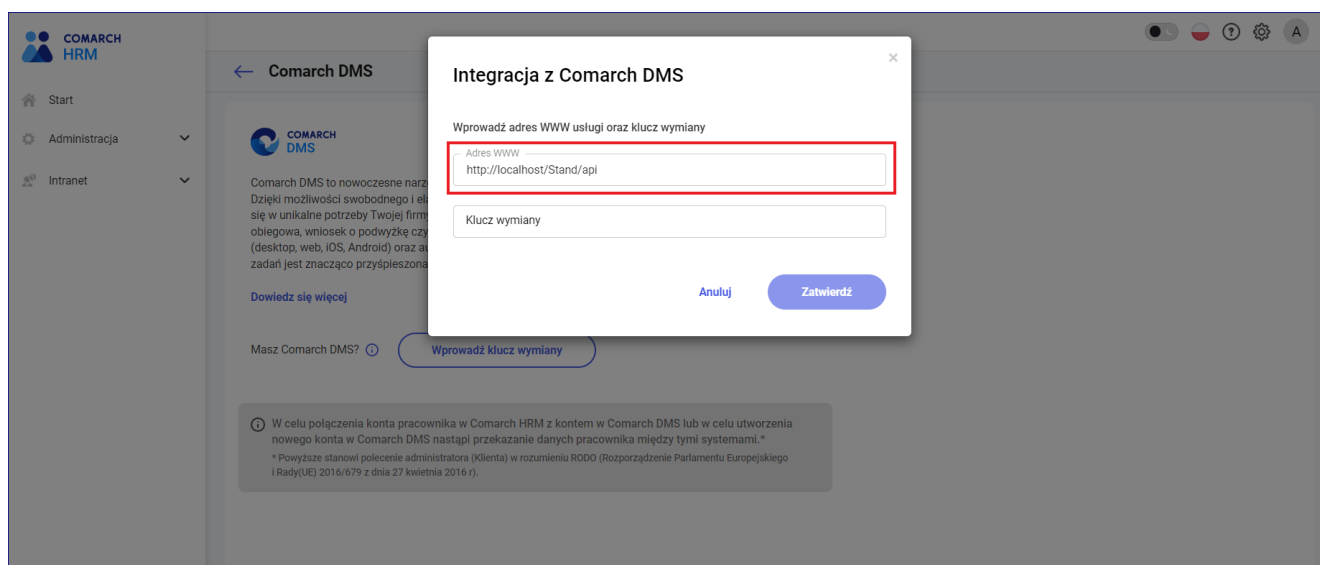 COMARCH
HRM
A
Start
Administracja
Intranet
Comarch DMS
COMARCH
DMS
Comarch DMS to nowoczesne narz
Dzięki możliwości swobodnego i el
się w unikalne potrzeby Twojej firm
obiegowa, wniosek o podwyżkę czy
(desktop, web, iOS, Android) oraz au
zadań jest znacząco przyśpieszona
Dowiedz się więcej
Masz Comarch DMS?
Wprowadź klucz wymiany
W celu połączenia konta pracownika w Comarch HRM z kontem w Comarch DMS lub w celu utworzenia
nowego konta w Comarch DMS nastąpi przekazanie danych pracownika między tymi systemami.*
* Powyższe stanowi polecenie administratora (Klienta) w rozumieniu RODO (Rozporządzenie Parlamentu Europejskiego
i Rady(UE) 2016/679 z dnia 27 kwietnia 2016 r).
Integracja z Comarch DMS
Wprowadź adres WWW usługi oraz klucz wymiany
Adres WWW
http://localhost/Stand/api
Klucz wymiany
Anuluj
Zatwierdź